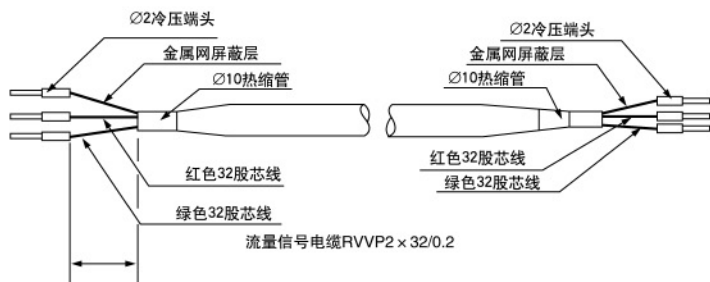 ∅2冷压端头
金属网屏蔽层
∅10热缩管
红色32股芯线
绿色32股芯线
∅2冷压端头
金属网屏蔽层
∅10热缩管
红色32股芯线
绿色32股芯线
流量信号电缆RVVP2×32/0.2